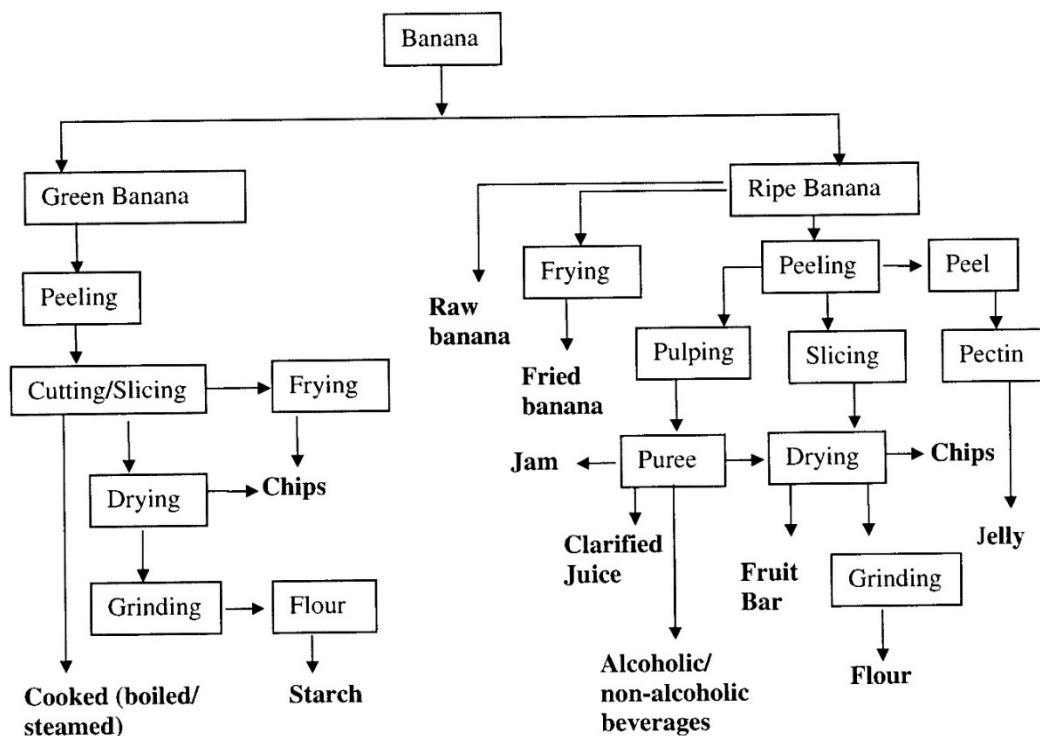 Banana
Green Banana
Ripe Banana
Peeling
Frying
Peeling
Peel
Raw
banana
Pulping
Slicing
Pectin
Cutting/Slicing
Frying
Fried
banana
Jam
Puree
Drying
Chips
Drying
Chips
Clarified
Juice
Fruit
Bar
Jelly
Grinding
Grinding
Flour
Cooked (boiled/
steamed)
Starch
Alcoholic/
non-alcoholic
beverages
Flour